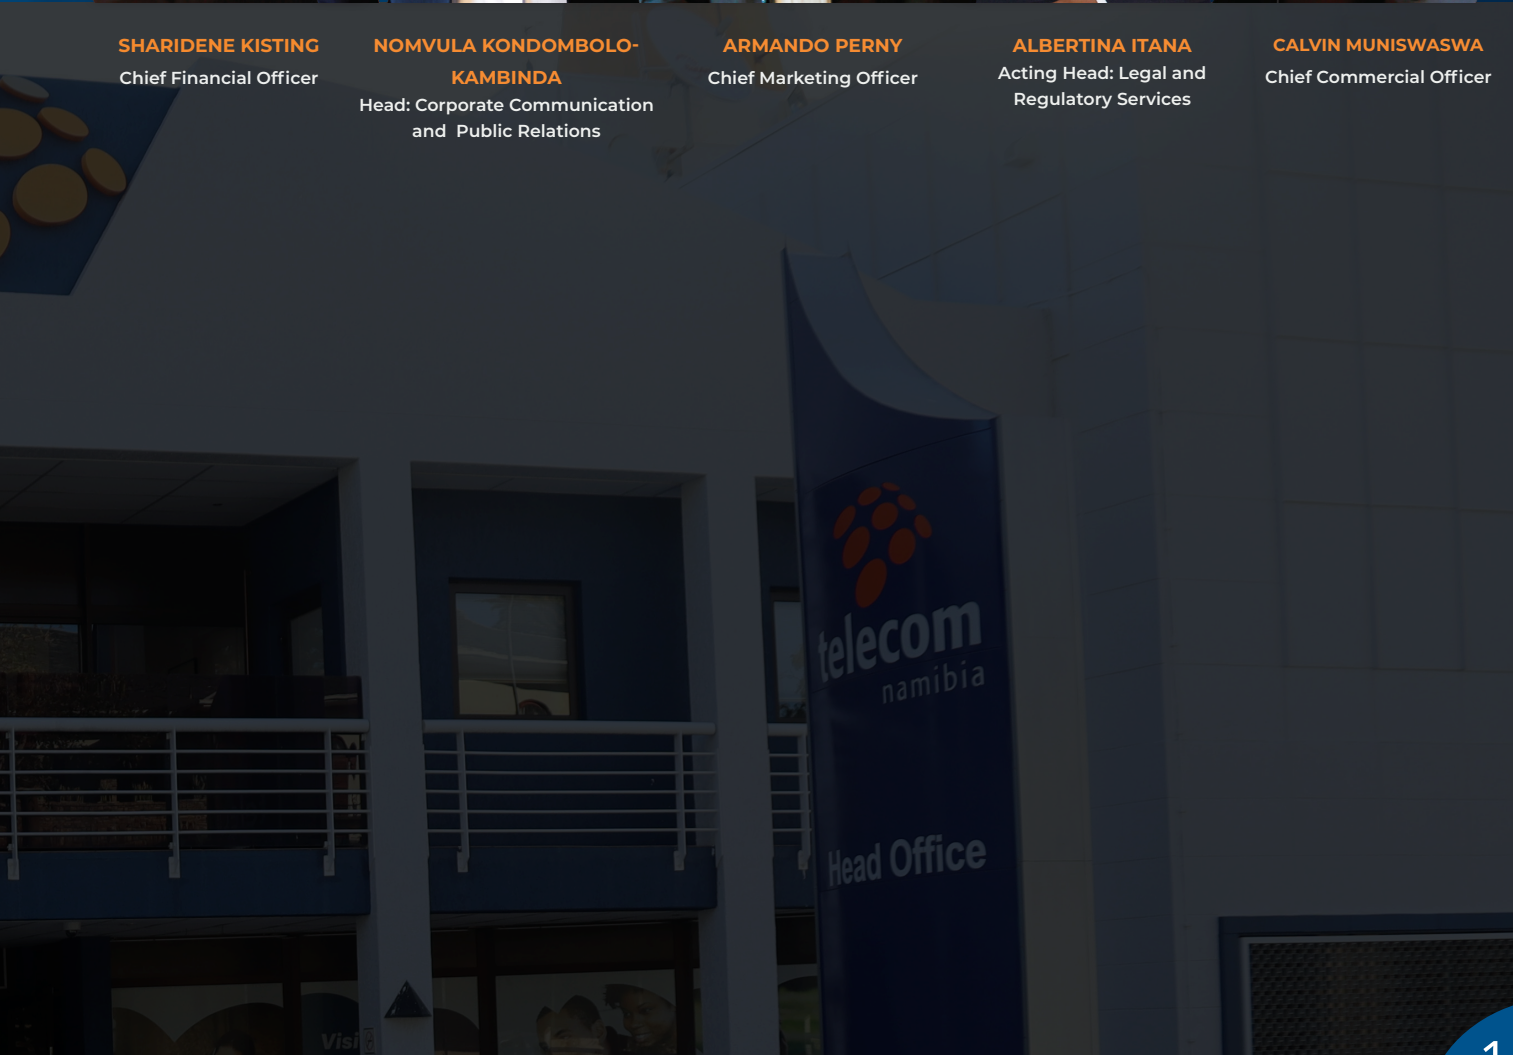 SHARIDENE KISTING
Chief Financial Officer
NOMVULA KONDOMBOLO-
KAMBINDA
Head: Corporate Communication
and Public Relations
ARMANDO PERNY
Chief Marketing Officer
ALBERTINA ITANA
Acting Head: Legal and
Regulatory Services
CALVIN MUNISWASWA
Chief Commercial Officer
telecom
namibia
Head Office